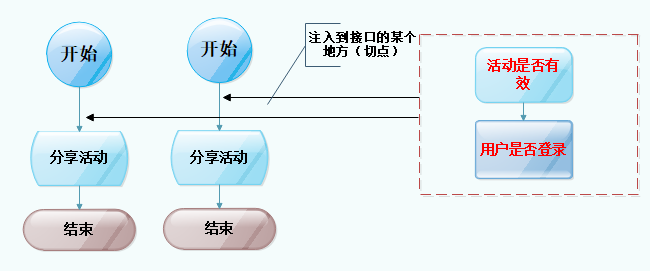 开始
开始
注入到接口的某个
地方（切点）
活动是否有
效
用户是否登录
分享活动
分享活动
结束
结束